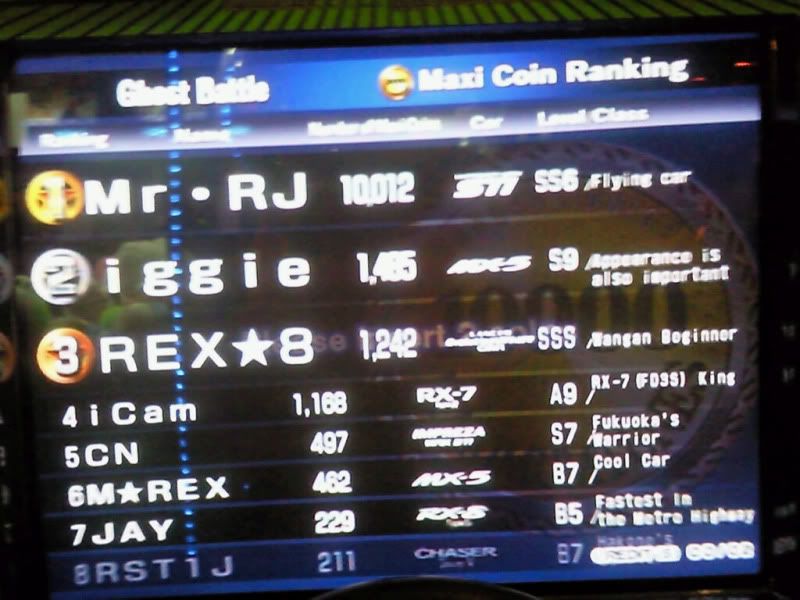 Ghost Battle Maxi Coin Ranking
Ranking Name Car Level Class
1 Mr・RJ 10,012 STI SS6 /Flying car
2 iggie 1,485 MX-5 S9 /Appearance is
also important
3 REX★8 1,242 SSS /Wangan Beginner
4 iCam 1,168 RX-7 A9 /RX-7 (FD3S) King
5 CN 497 IMPREZA S7 /Fukuoka's
Warrior
6 M★REX 462 MX-5 B7 /Cool Car
7 JAY 229 RX-8 B5 /Fastest in
the Metro Highway
8 RST1J 211 CHASER B7